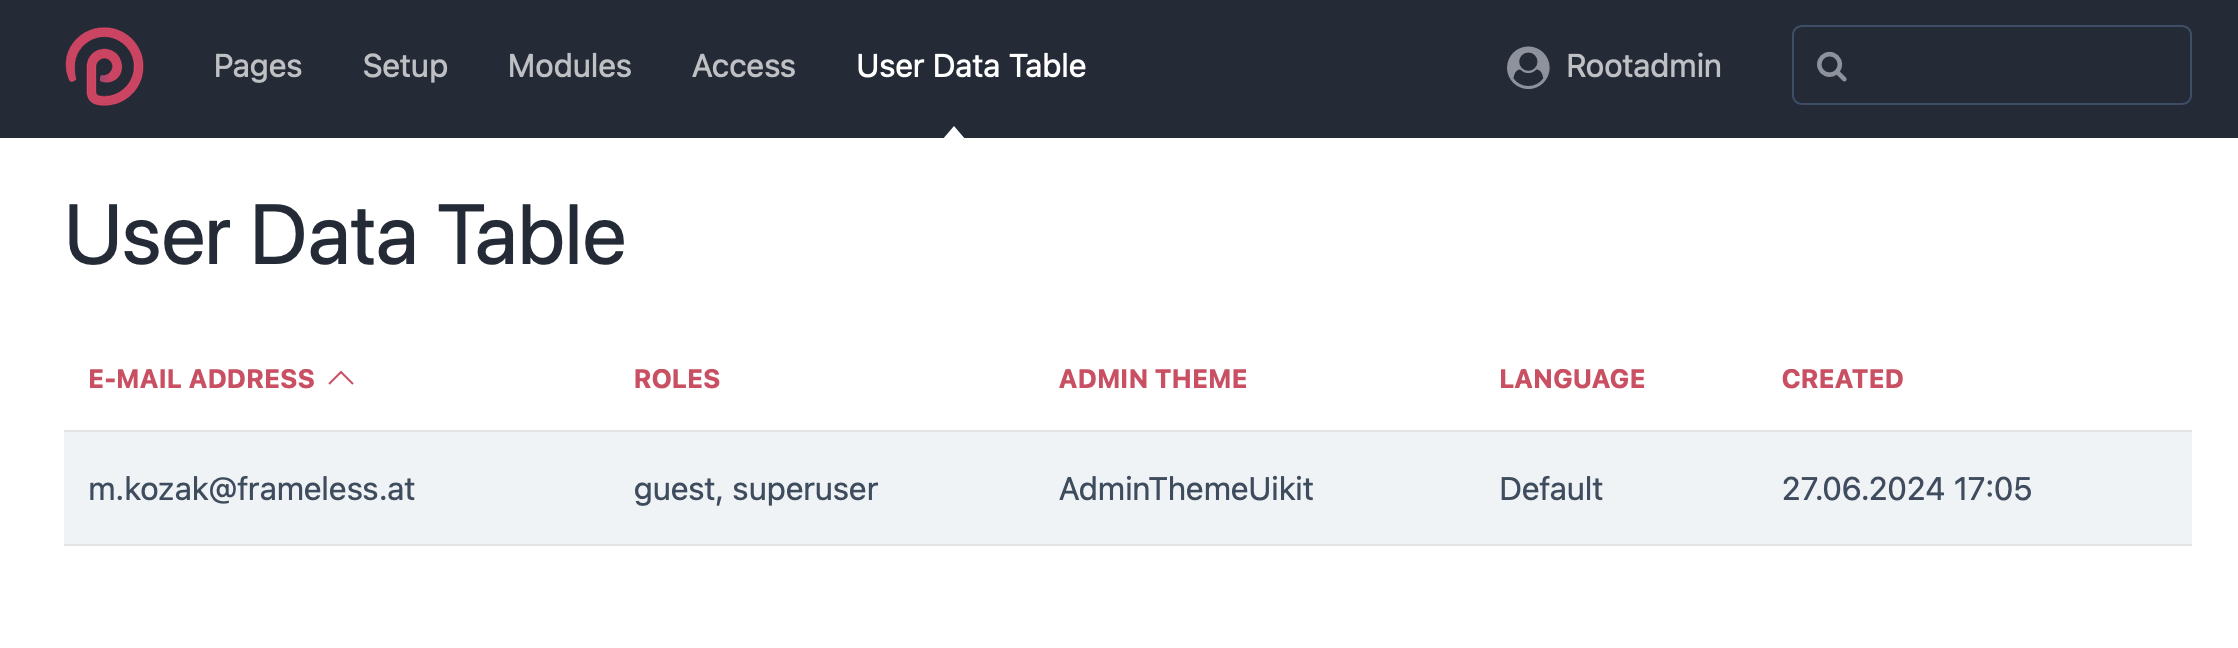 Pages Setup Modules Access User Data Table Rootadmin
User Data Table
E-MAIL ADDRESS ROLES ADMIN THEME LANGUAGE CREATED
m.kozak@frameless.at guest, superuser AdminThemeUikit Default 27.06.2024 17:05